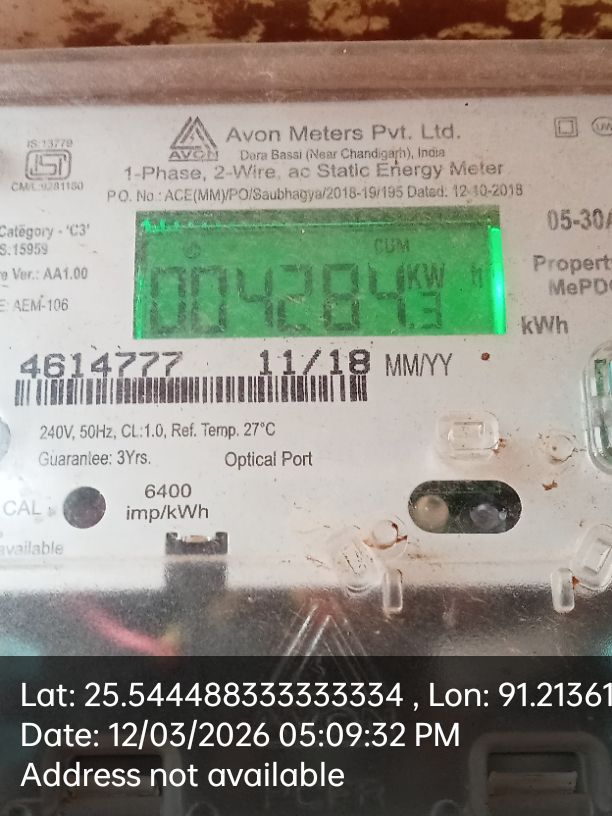 IS:13779
ISI
CM/L:
AVON
Avon Meters Pvt. Ltd.
Dera Bassi (Near Chandigarh), India
1-Phase, 2-Wire, ac Static Energy Meter
P.O. No.: ACE(MM)/PO/Saubhagya/2018-19/195 Dated: 12-10-2018
Category - 'C3'
S:15959
e Ver.: AA1.00
E: AEM-106
CUM
004284.3 KW h
05-30A
Property
MePDC
kWh
4614777 11/18 MM/YY
240V, 50Hz, CL:1.0, Ref. Temp. 27°C
Guarantee: 3Yrs. Optical Port
CAL
6400
imp/kWh
available
Lat: 25.544488333333334 , Lon: 91.21361
Date: 12/03/2026 05:09:32 PM
Address not available